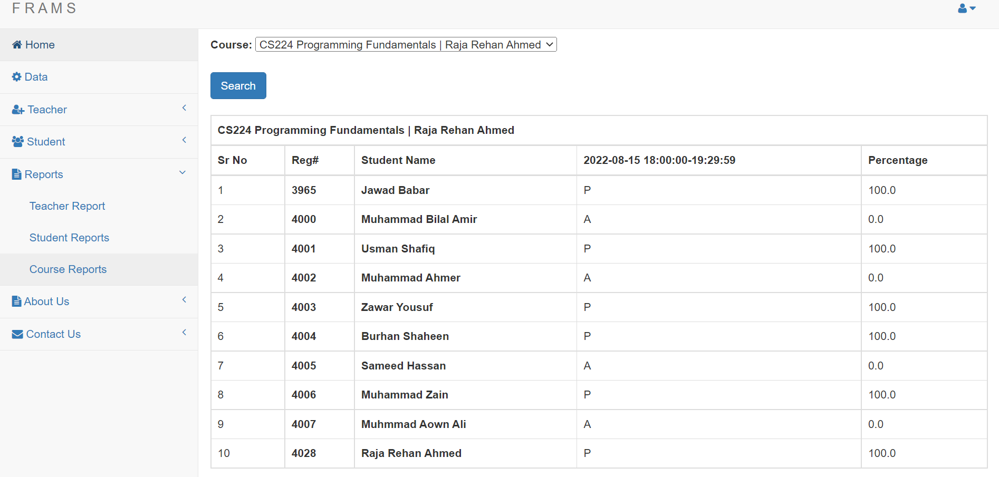 F R A M S
Home
Data
Teacher
Student
Reports
Teacher Report
Student Reports
Course Reports
About Us
Contact Us
Course: CS224 Programming Fundamentals | Raja Rehan Ahmed
Search
CS224 Programming Fundamentals | Raja Rehan Ahmed
Sr No Reg# Student Name 2022-08-15 18:00:00-19:29:59 Percentage
1 3965 Jawad Babar P 100.0
2 4000 Muhammad Bilal Amir A 0.0
3 4001 Usman Shafiq P 100.0
4 4002 Muhammad Ahmer A 0.0
5 4003 Zawar Yousuf P 100.0
6 4004 Burhan Shaheen P 100.0
7 4005 Sameed Hassan A 0.0
8 4006 Muhammad Zain P 100.0
9 4007 Muhmmad Aown Ali A 0.0
10 4028 Raja Rehan Ahmed P 100.0